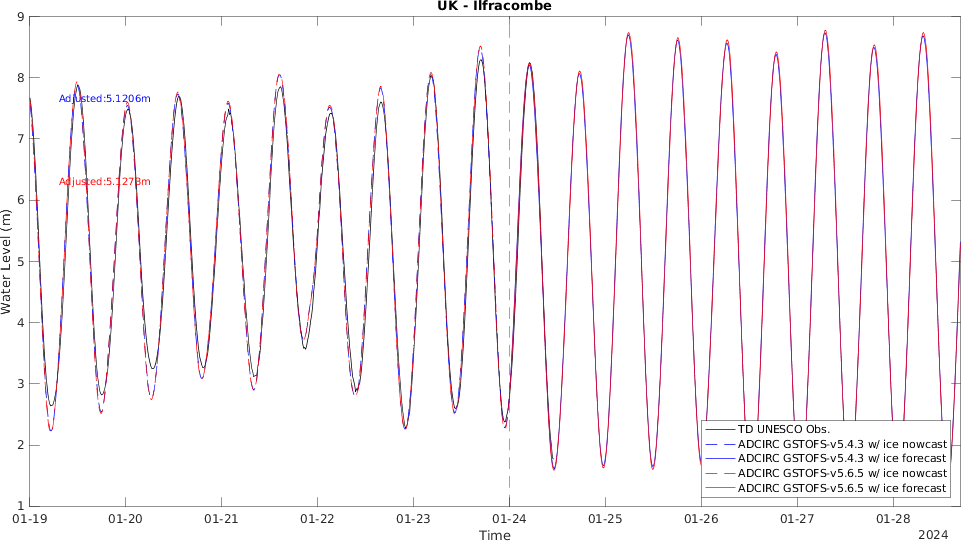 UK - Ilfracombe
9
8
7
6
5
4
3
2
1
Water Level (m)
Adjusted:5.1206m
Adjusted:5.1278m
TD UNESCO Obs.
ADCIRC GSTOFS-v5.4.3 w/ ice nowcast
ADCIRC GSTOFS-v5.4.3 w/ ice forecast
ADCIRC GSTOFS-v5.6.5 w/ ice nowcast
ADCIRC GSTOFS-v5.6.5 w/ ice forecast
01-19 01-20 01-21 01-22 01-23 01-24 01-25 01-26 01-27 01-28
Time
2024